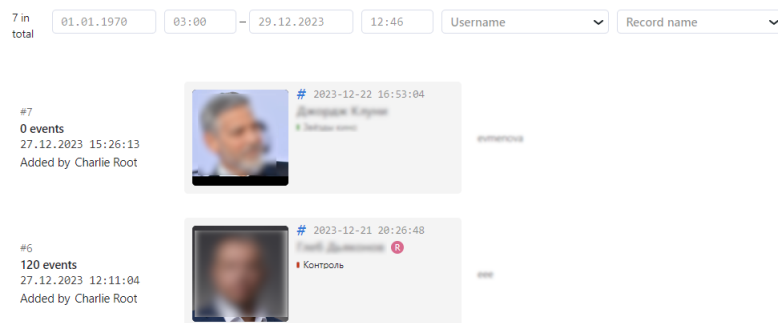 7 in total 01.01.1970 03:00 – 29.12.2023 12:46 Username Record name
#7
0 events
27.12.2023 15:26:13
Added by Charlie Root
# 2023-12-22 16:53:04
#6
120 events
27.12.2023 12:11:04
Added by Charlie Root
# 2023-12-21 20:26:48
R
Контроль